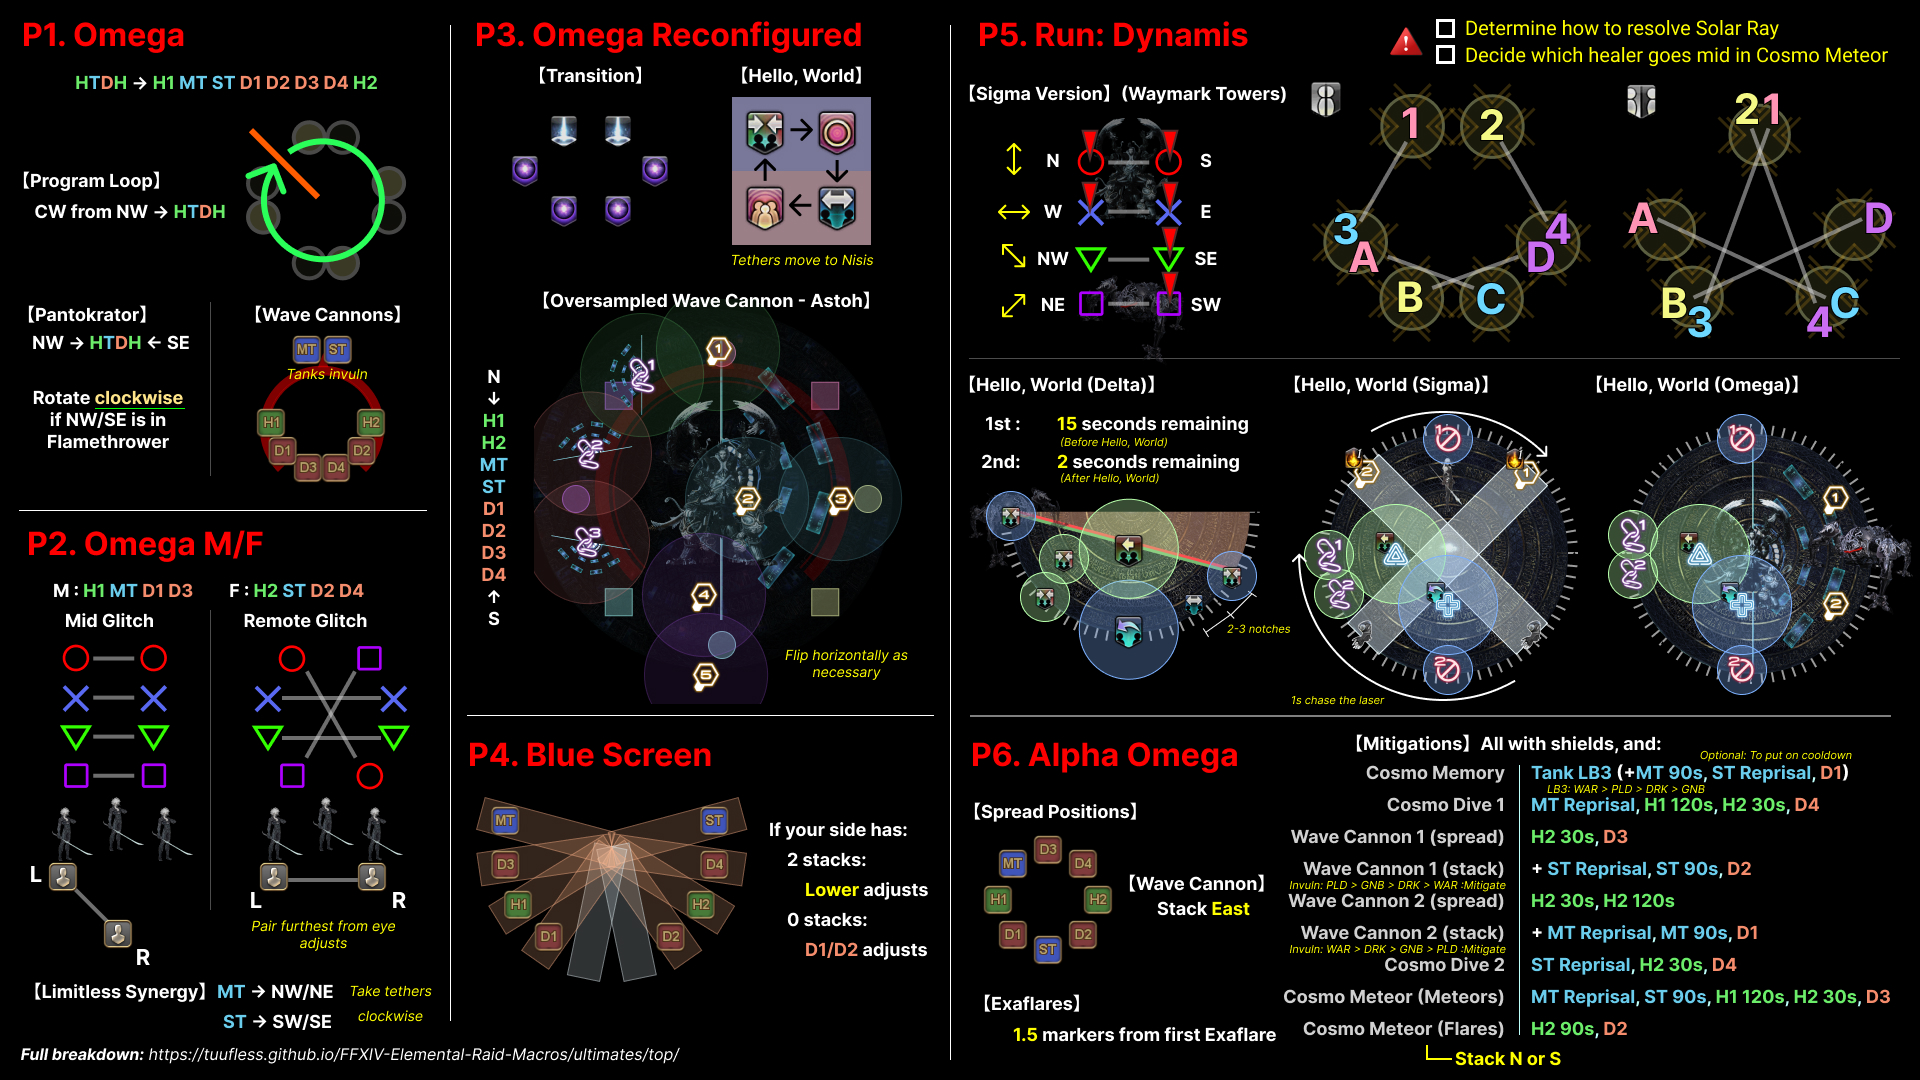 P1. Omega
HTDH → H1 MT ST D1 D2 D3 D4 H2
【Program Loop】
CW from NW → HTDH
【Pantokrator】
NW → HTDH ← SE
Rotate clockwise
if NW/SE is in
Flamethrower
【Wave Cannons】
MT ST
Tanks invuln
H1 H2
D1 D2
D3 D4
P2. Omega M/F
M : H1 MT D1 D3
F : H2 ST D2 D4
Mid Glitch
Remote Glitch
L
R
L R
Pair furthest from eye
adjusts
【Limitless Synergy】 MT → NW/NE
ST → SW/SE
Take tethers
clockwise
Full breakdown: https://tuufless.github.io/FFXIV-Elemental-Raid-Macros/ultimates/top/
P3. Omega Reconfigured
【Transition】
【Hello, World】
Tethers move to Nisis
【Oversampled Wave Cannon - Astoh】
N
↓
H1
H2
MT
ST
D1
D2
D3
D4
↑
S
1
1
2
2
3
3
4
5
Flip horizontally as
necessary
P4. Blue Screen
MT ST
D3 D4
H1 H2
D1 D2
If your side has:
2 stacks:
Lower adjusts
0 stacks:
D1/D2 adjusts
P5. Run: Dynamis
Determine how to resolve Solar Ray
Decide which healer goes mid in Cosmo Meteor
【Sigma Version】 (Waymark Towers)
N S
W E
NW SE
NE SW
1 2
3 4
A D
B C
2 1
A D
B C
3 4
【Hello, World (Delta)】
1st : 15 seconds remaining
(Before Hello, World)
2nd: 2 seconds remaining
(After Hello, World)
2-3 notches
【Hello, World (Sigma)】
1
2 1
1
2
2
1s chase the laser
【Hello, World (Omega)】
1
1
1
2
2
2
P6. Alpha Omega
【Spread Positions】
D3
MT D4
H1 H2
D1 D2
ST
【Wave Cannon】
Stack East
【Exaflares】
1.5 markers from first Exaflare
【Mitigations】 All with shields, and:
Optional: To put on cooldown
Cosmo Memory Tank LB3 (+MT 90s, ST Reprisal, D1)
LB3: WAR > PLD > DRK > GNB
Cosmo Dive 1 MT Reprisal, H1 120s, H2 30s, D4
Wave Cannon 1 (spread) H2 30s, D3
Wave Cannon 1 (stack) + ST Reprisal, ST 90s, D2
Invuln: PLD > GNB > DRK > WAR :Mitigate
Wave Cannon 2 (spread) H2 30s, H2 120s
Wave Cannon 2 (stack) + MT Reprisal, MT 90s, D1
Invuln: WAR > DRK > GNB > PLD :Mitigate
Cosmo Dive 2 ST Reprisal, H2 30s, D4
Cosmo Meteor (Meteors) MT Reprisal, ST 90s, H1 120s, H2 30s, D3
Cosmo Meteor (Flares) H2 90s, D2
Stack N or S